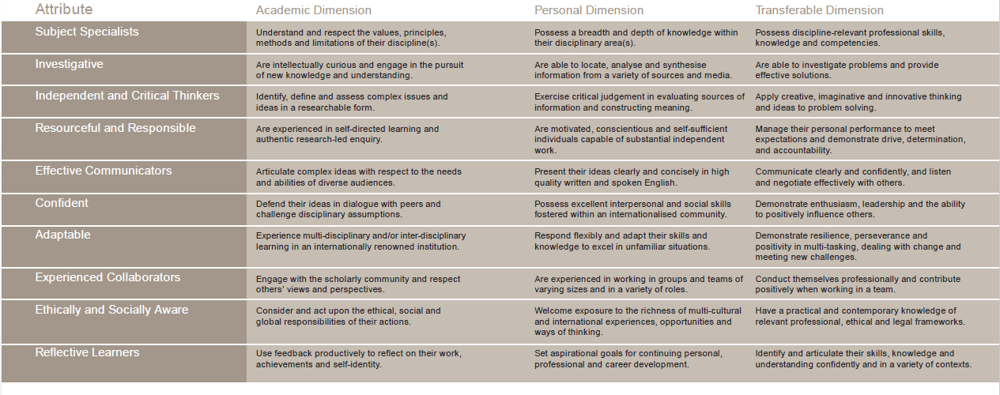 Attribute Academic Dimension Personal Dimension Transferable Dimension
Subject Specialists
Understand and respect the values, principles,
methods and limitations of their discipline(s).
Possess a breadth and depth of knowledge within
their disciplinary area(s).
Possess discipline-relevant professional skills,
knowledge and competencies.
Investigative
Are intellectually curious and engage in the pursuit
of new knowledge and understanding.
Are able to locate, analyse and synthesise
information from a variety of sources and media.
Are able to investigate problems and provide
effective solutions.
Independent and Critical Thinkers
Identify, define and assess complex issues and
ideas in a researchable form.
Exercise critical judgement in evaluating sources of
information and constructing meaning.
Apply creative, imaginative and innovative thinking
and ideas to problem solving.
Resourceful and Responsible
Are experienced in self-directed learning and
authentic research-led enquiry.
Are motivated, conscientious and self-sufficient
individuals capable of substantial independent
work.
Manage their personal performance to meet
expectations and demonstrate drive, determination,
and accountability.
Effective Communicators
Articulate complex ideas with respect to the needs
and abilities of diverse audiences.
Present their ideas clearly and concisely in high
quality written and spoken English.
Communicate clearly and confidently, and listen
and negotiate effectively with others.
Confident
Defend their ideas in dialogue with peers and
challenge disciplinary assumptions.
Possess excellent interpersonal and social skills
fostered within an internationalised community.
Demonstrate enthusiasm, leadership and the ability
to positively influence others.
Adaptable
Experience multi-disciplinary and/or inter-disciplinary
learning in an internationally renowned institution.
Respond flexibly and adapt their skills and
knowledge to excel in unfamiliar situations.
Demonstrate resilience, perseverance and
positivity in multi-tasking, dealing with change and
meeting new challenges.
Experienced Collaborators
Engage with the scholarly community and respect
others' views and perspectives.
Are experienced in working in groups and teams of
varying sizes and in a variety of roles.
Conduct themselves professionally and contribute
positively when working in a team.
Ethically and Socially Aware
Consider and act upon the ethical, social and
global responsibilities of their actions.
Welcome exposure to the richness of multi-cultural
and international experiences, opportunities and
ways of thinking.
Have a practical and contemporary knowledge of
relevant professional, ethical and legal frameworks.
Reflective Learners
Use feedback productively to reflect on their work,
achievements and self-identity.
Set aspirational goals for continuing personal,
professional and career development.
Identify and articulate their skills, knowledge and
understanding confidently and in a variety of contexts.